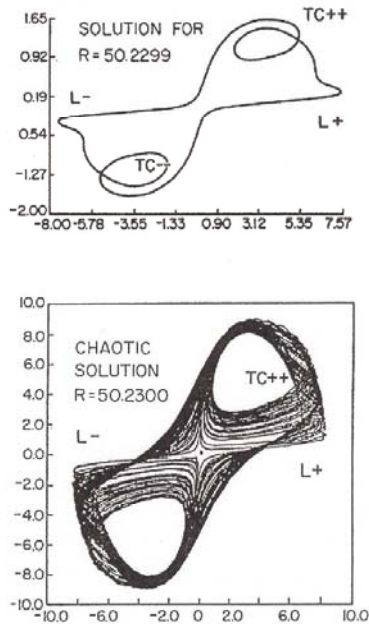 1.65
SOLUTION FOR
TC++
0.92
R=50.2299
0.19
L-
0.54
L+
-1.27
TC--
-2.00
-8.00 -5.78 -3.55 -1.33 0.90 3.12 5.35 7.57
10.0
8.0
CHAOTIC
6.0
SOLUTION
TC++
4.0
R=50.2300
2.0
L-
0.0
L+
-2.0
-4.0
-6.0
-8.0
-10.0
-10.0 -6.0 -2.0 0 2.0 6.0 10.0